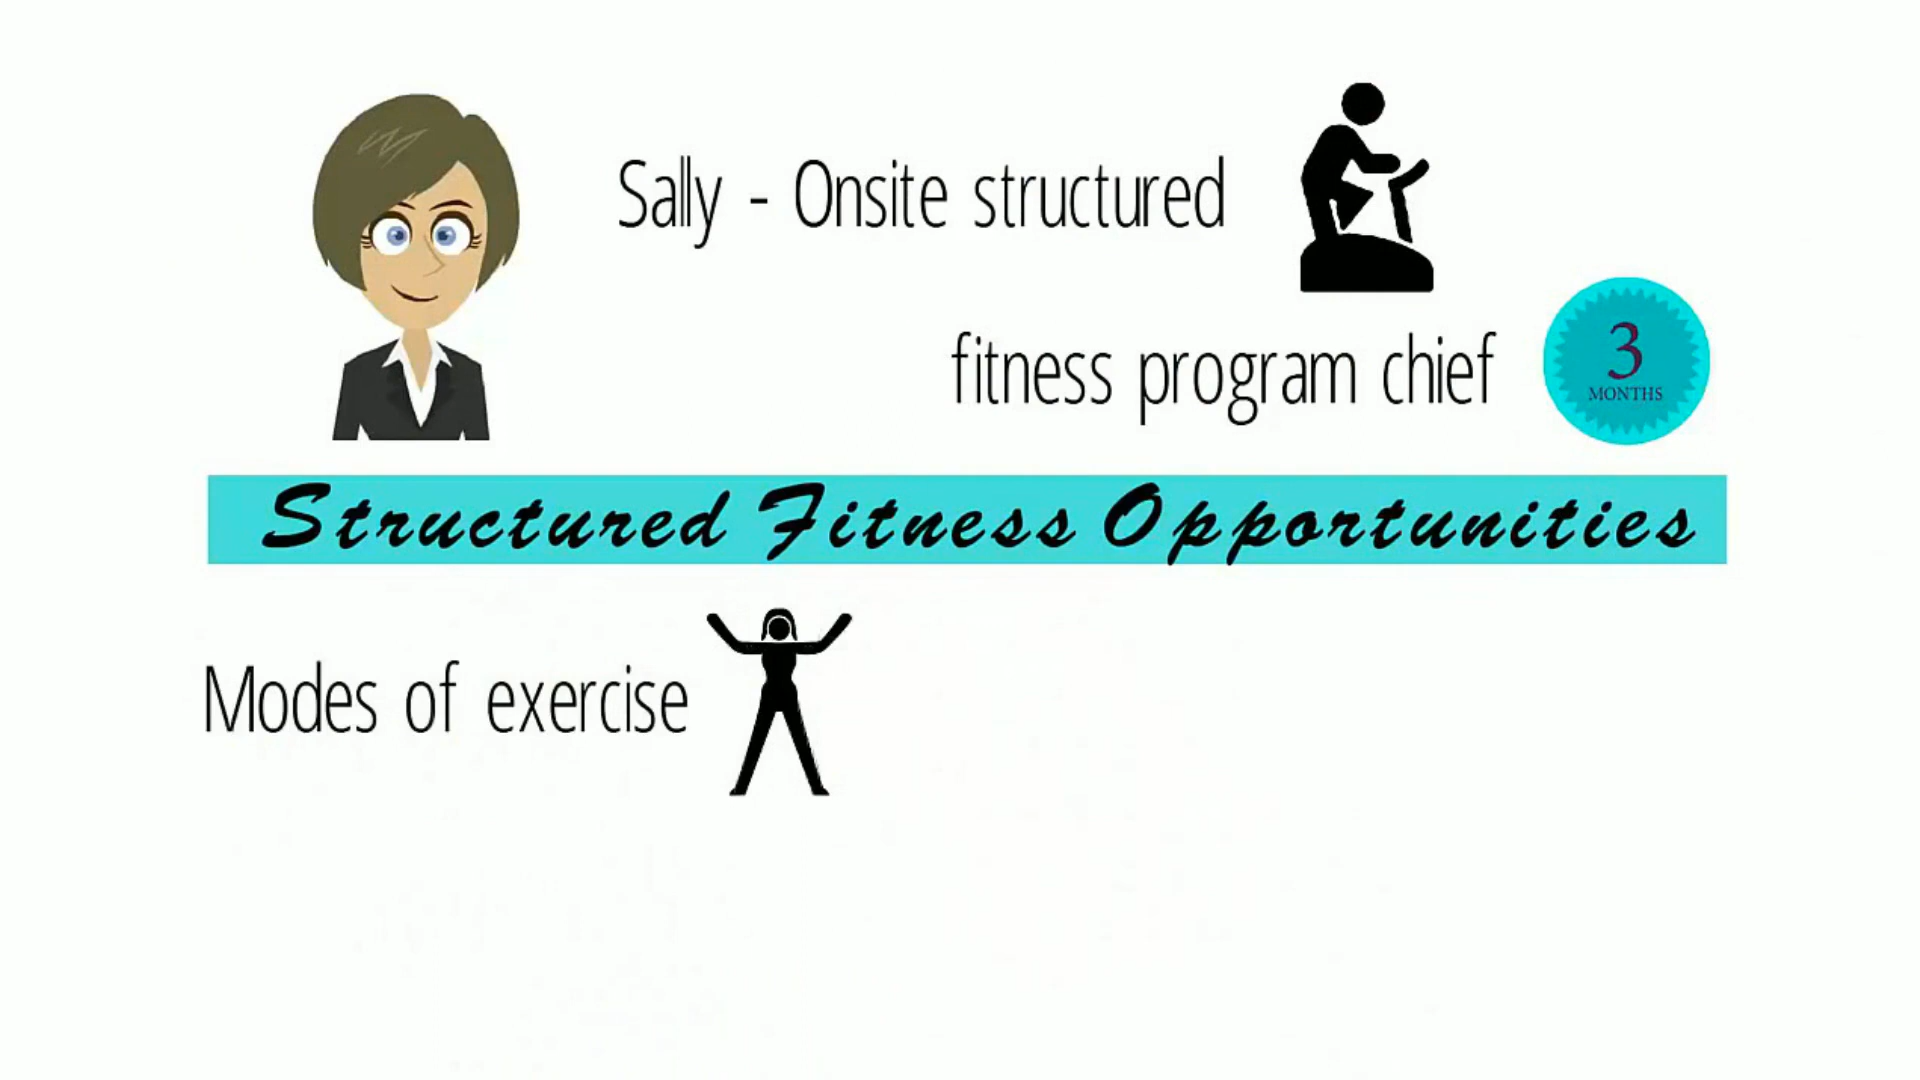 Sally - Onsite structured
fitness program chief
3
MONTHS
Structured Fitness Opportunities
Modes of exercise